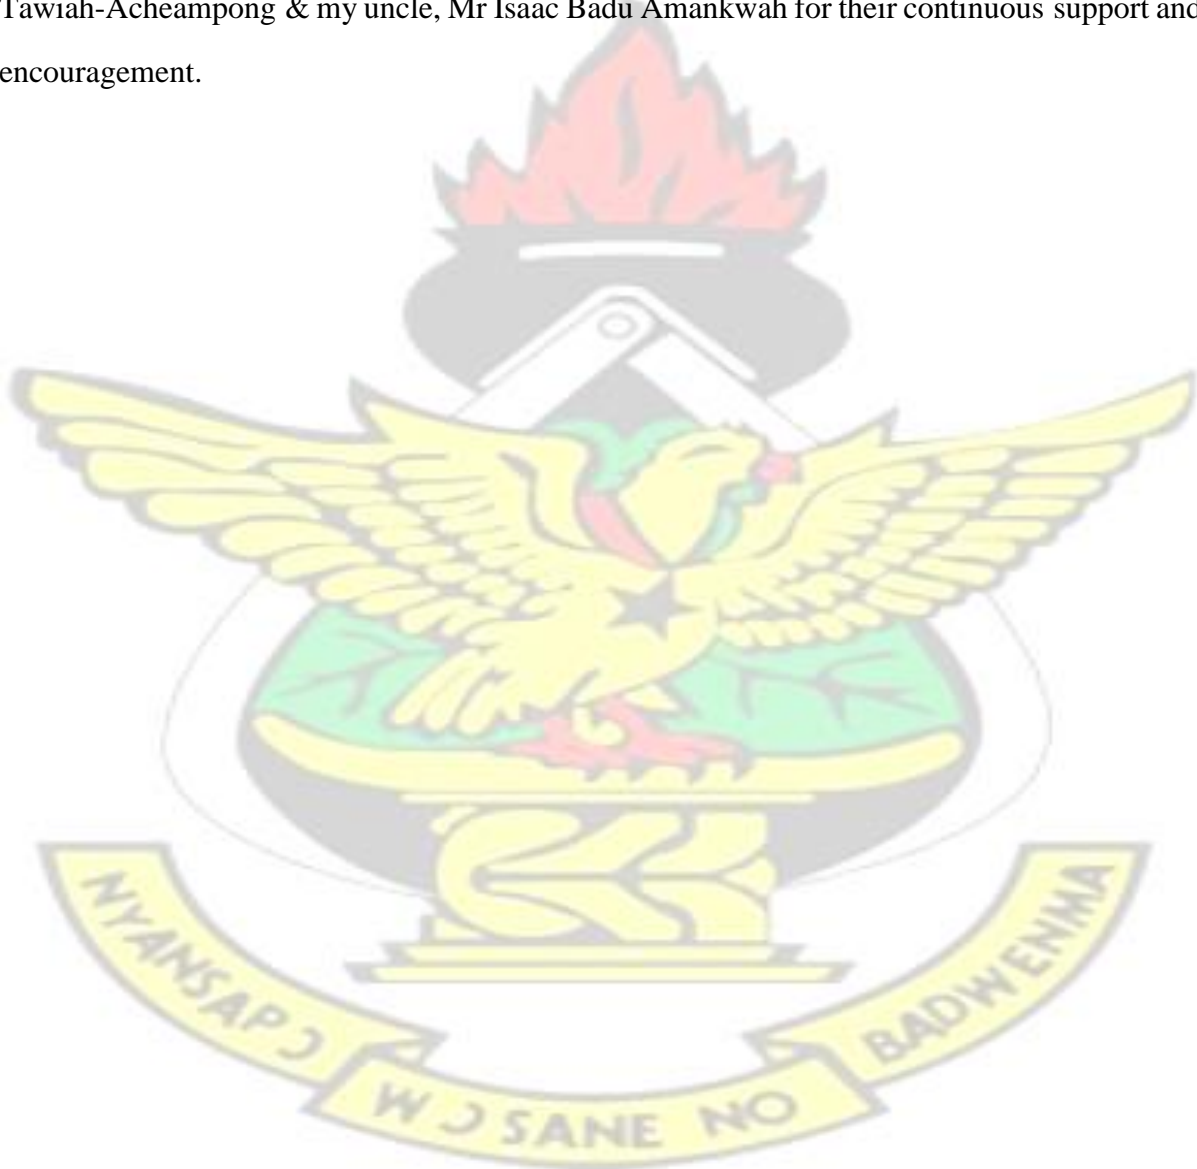 Tawiah-Acheampong & my uncle, Mr Isaac Badu Amankwah for their continuous support and
encouragement.
NYANSAPƆ
WƆSANE NO
BADWENMA